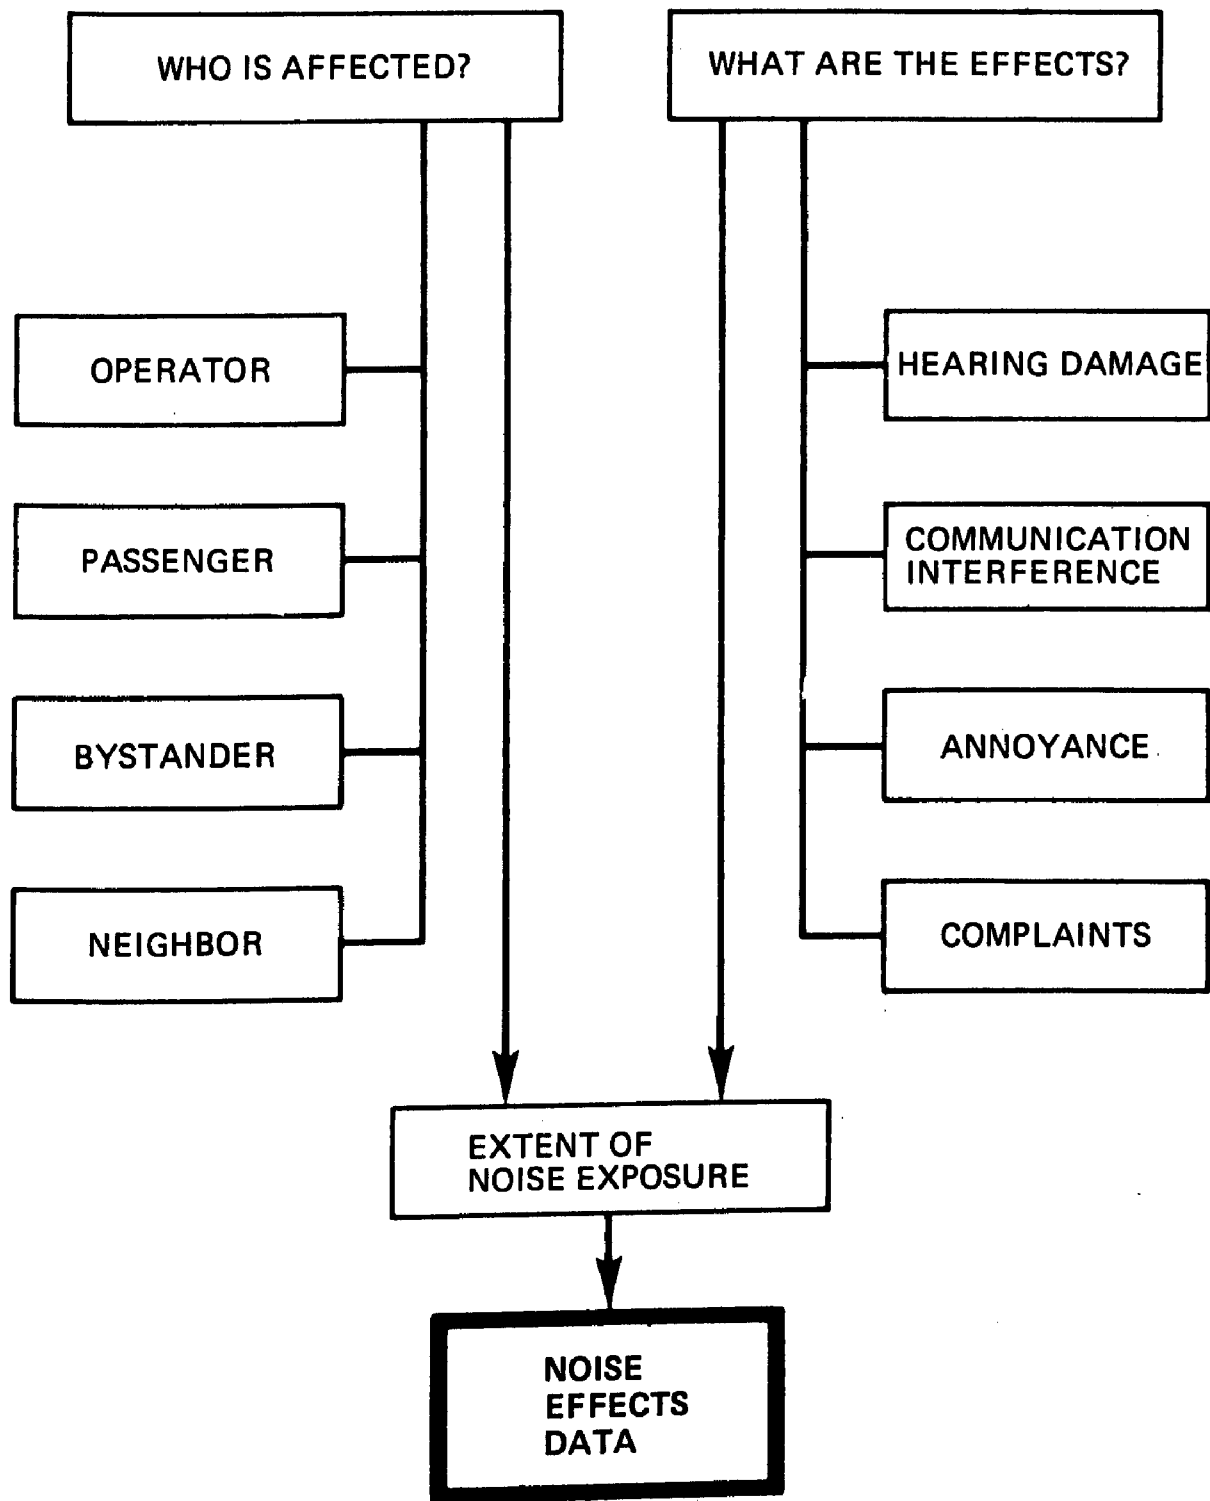 WHO IS AFFECTED?
WHAT ARE THE EFFECTS?
OPERATOR
HEARING DAMAGE
PASSENGER
COMMUNICATION
INTERFERENCE
BYSTANDER
ANNOYANCE
NEIGHBOR
COMPLAINTS
EXTENT OF
NOISE EXPOSURE
NOISE
EFFECTS
DATA